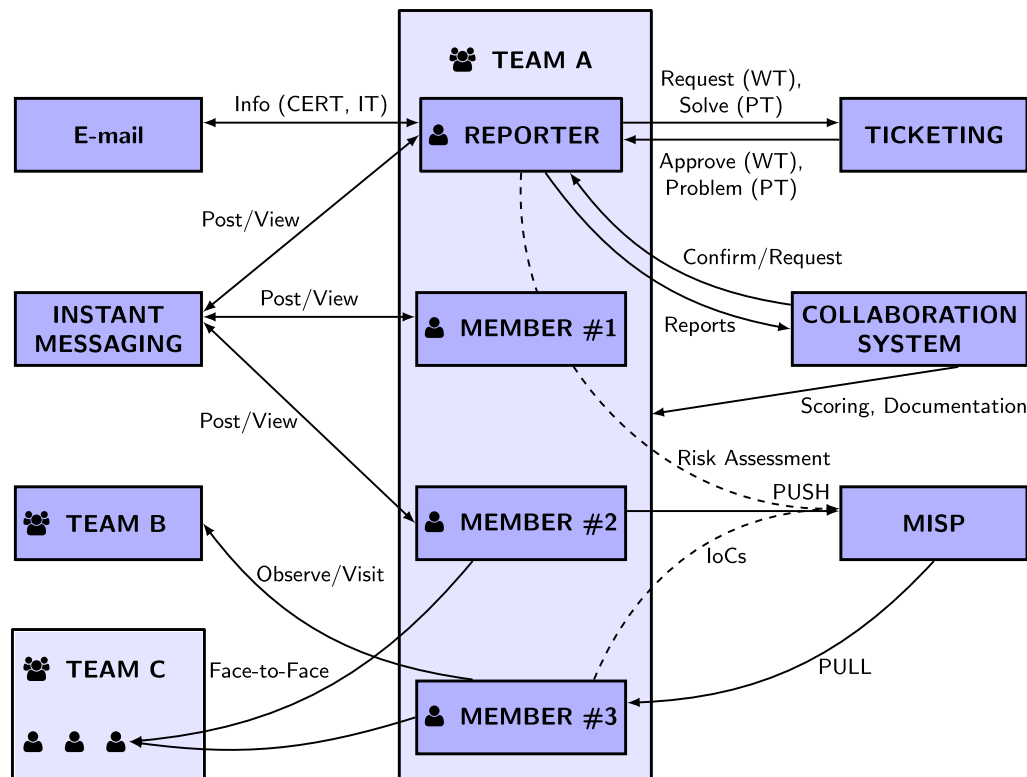 TEAM A
Request (WT),
Solve (PT)
Info (CERT, IT)
E-mail
REPORTER
TICKETING
Approve (WT),
Problem (PT)
Post/View
Confirm/Request
Post/View
INSTANT
MESSAGING
MEMBER #1
Reports
COLLABORATION
SYSTEM
Scoring, Documentation
Post/View
Risk Assessment
PUSH
TEAM B
MEMBER #2
MISP
IoCs
Observe/Visit
TEAM C
Face-to-Face
PULL
MEMBER #3